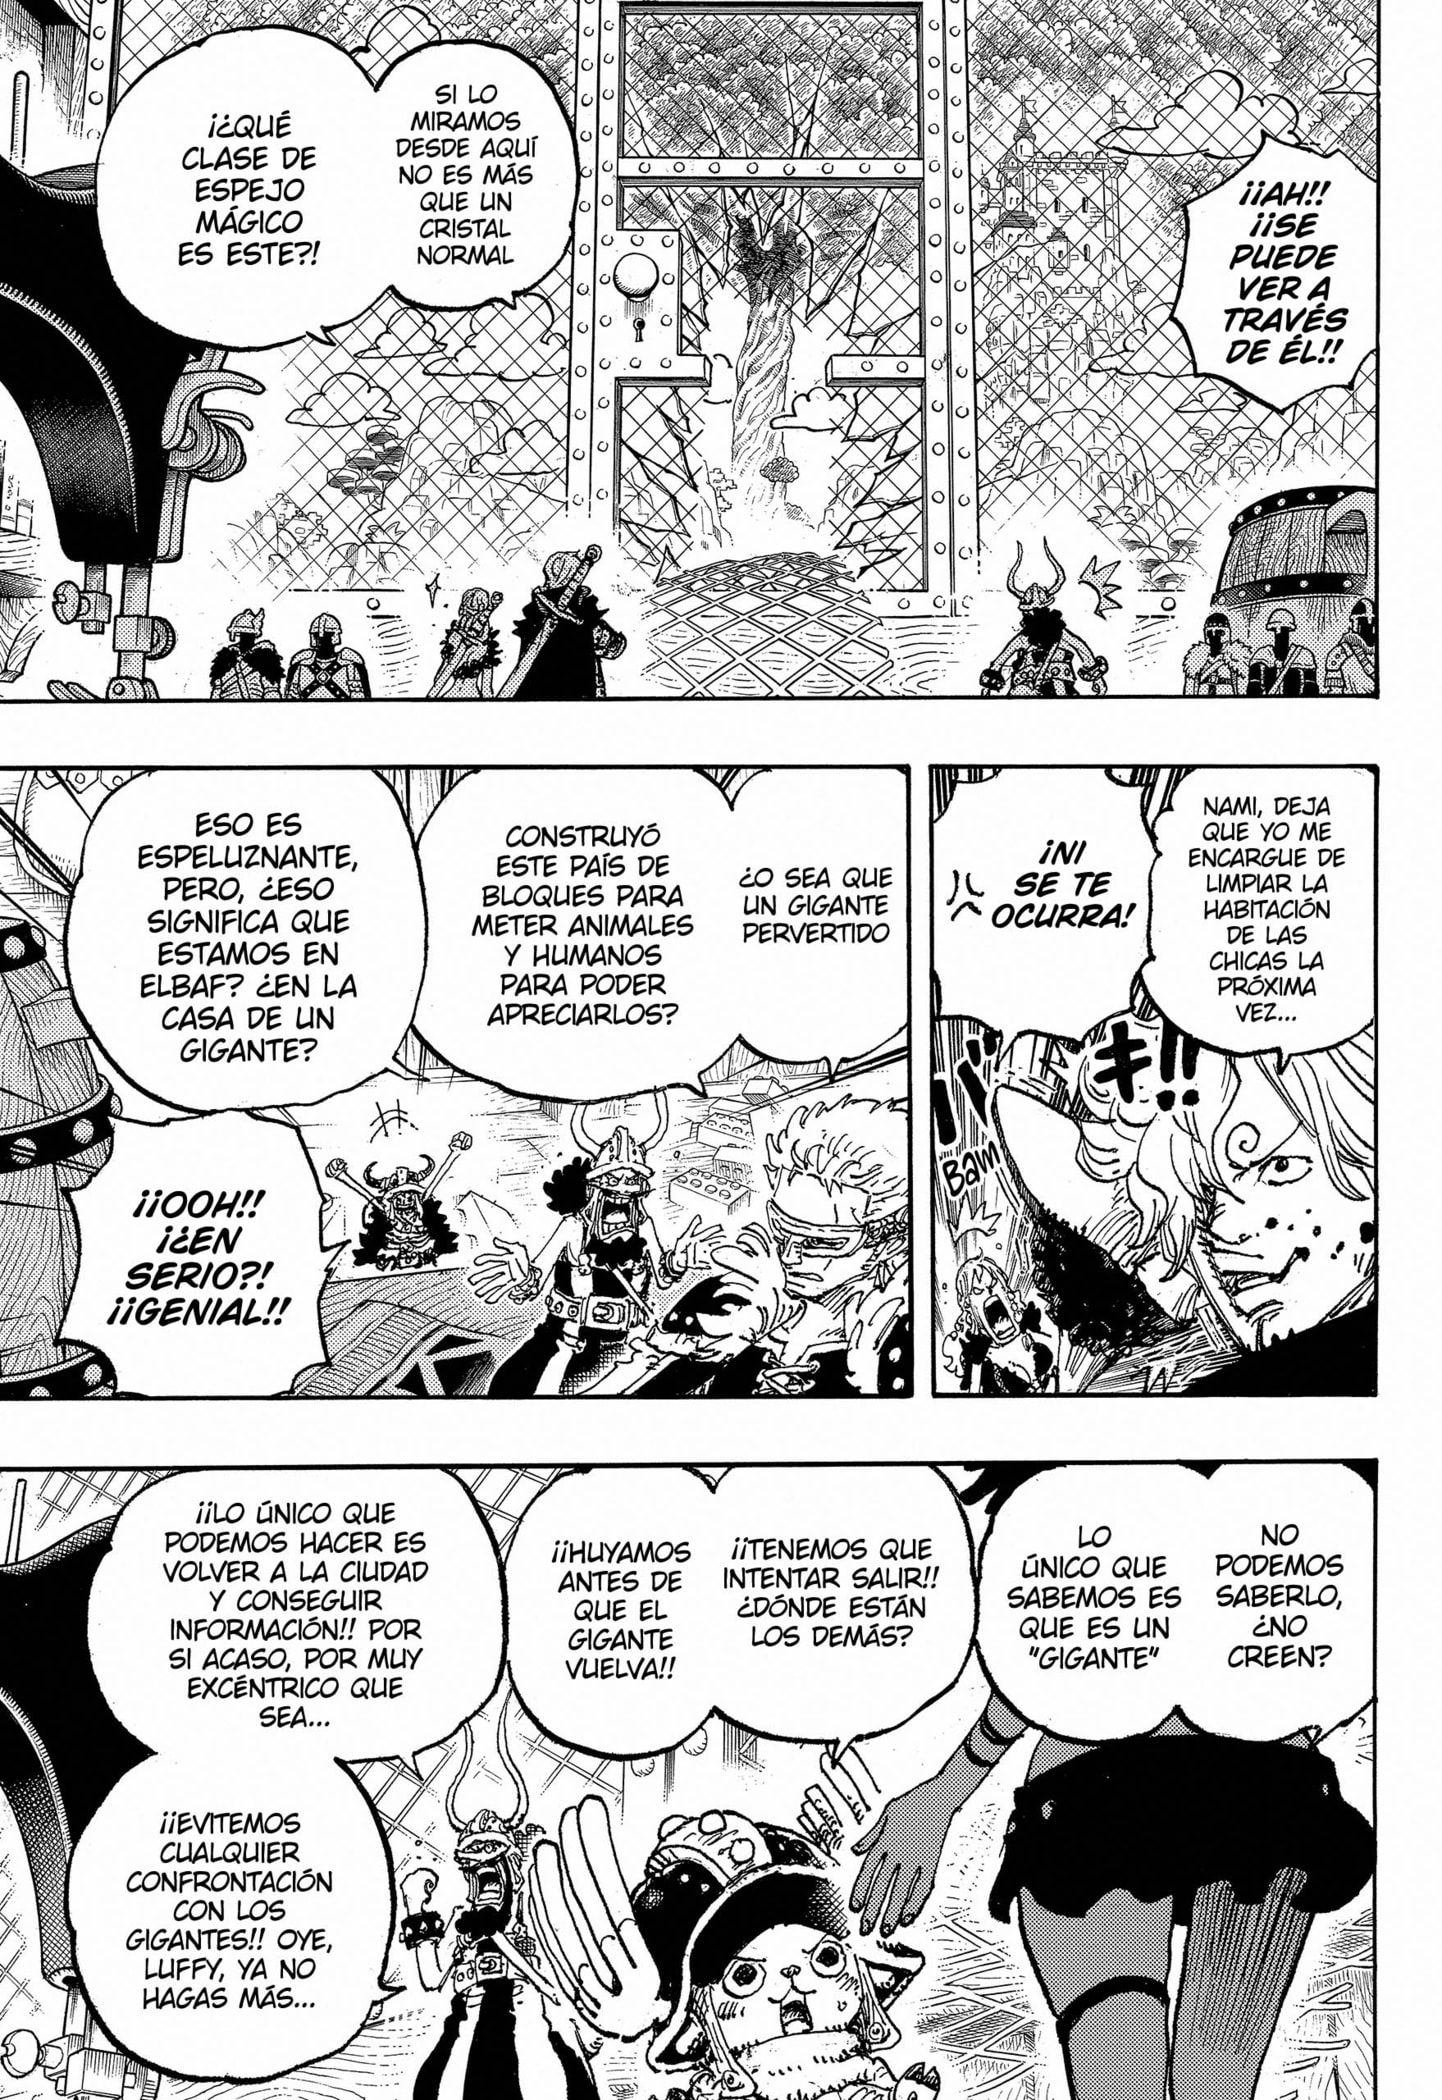 ¡¡AH!!
¡¡SE
PUEDE
VER A
TRAVÉS
DE ÉL!!
SI LO
MIRAMOS
DESDE AQUÍ
NO ES MÁS
QUE UN
CRISTAL
NORMAL
¡¿QUÉ
CLASE DE
ESPEJO
MÁGICO
ES ESTE?!
NAMI, DEJA
QUE YO ME
ENCARGUE DE
LIMPIAR LA
HABITACIÓN
DE LAS
CHICAS LA
PRÓXIMA
VEZ...
¡NI
SE TE
OCURRA!
BAM
¿O SEA QUE
UN GIGANTE
PERVERTIDO
CONSTRUYÓ
ESTE PAÍS DE
BLOQUES PARA
METER ANIMALES
Y HUMANOS
PARA PODER
APRECIARLOS?
ESO ES
ESPELUZNANTE,
PERO, ¿ESO
SIGNIFICA QUE
ESTAMOS EN
ELBAF? ¿EN LA
CASA DE UN
GIGANTE?
¡¡OOH!!
¡¿EN
SERIO?!
¡¡GENIAL!!
NO
PODEMOS
SABERLO,
¿NO
CREEN?
LO
ÚNICO QUE
SABEMOS ES
QUE ES UN
"GIGANTE"
¡¡TENEMOS QUE
INTENTAR SALIR!!
¿DÓNDE ESTÁN
LOS DEMÁS?
¡¡HUYAMOS
ANTES DE
QUE EL
GIGANTE
VUELVA!!
¡¡LO ÚNICO QUE
PODEMOS HACER ES
VOLVER A LA CIUDAD
Y CONSEGUIR
INFORMACIÓN!! POR
SI ACASO, POR MUY
EXCÉNTRICO QUE
SEA...
¡¡EVITEMOS
CUALQUIER
CONFRONTACIÓN
CON LOS
GIGANTES!! OYE,
LUFFY, YA NO
HAGAS MÁS...